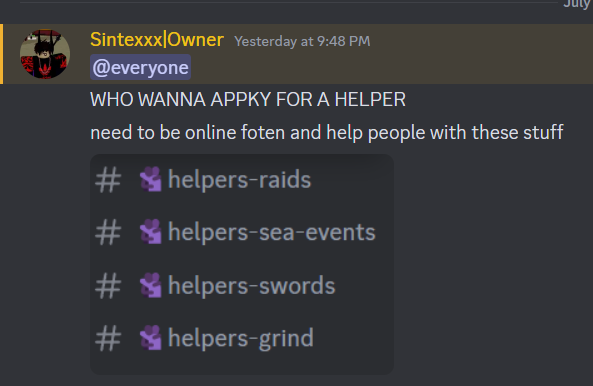 July
Sintexxx|Owner Yesterday at 9:48 PM
@everyone
WHO WANNA APPKY FOR A HELPER
need to be online foten and help people with these stuff
# helpers-raids
# helpers-sea-events
# helpers-swords
# helpers-grind